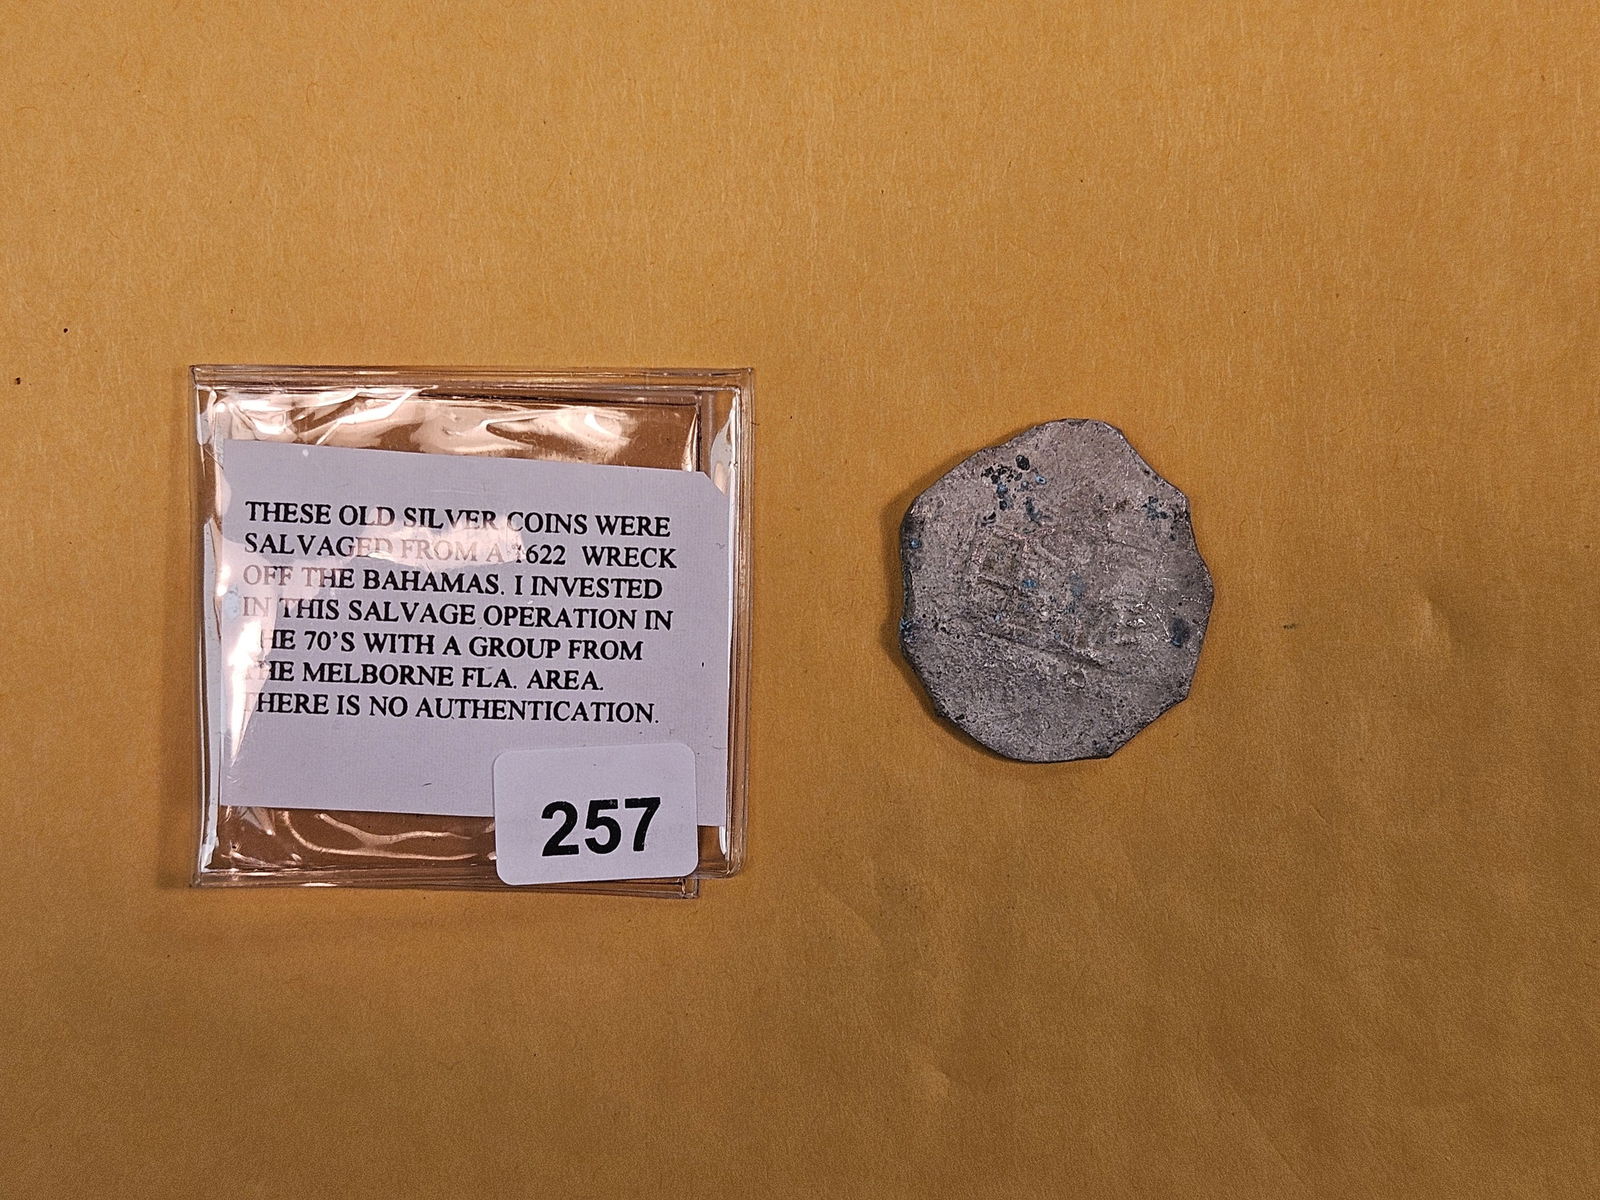 THESE OLD SILVER COINS WERE
SALVAGED FROM A 1622 WRECK
OFF THE BAHAMAS. I INVESTED
IN THIS SALVAGE OPERATION IN
THE 70'S WITH A GROUP FROM
THE MELBORNE FLA. AREA.
THERE IS NO AUTHENTICATION.
257